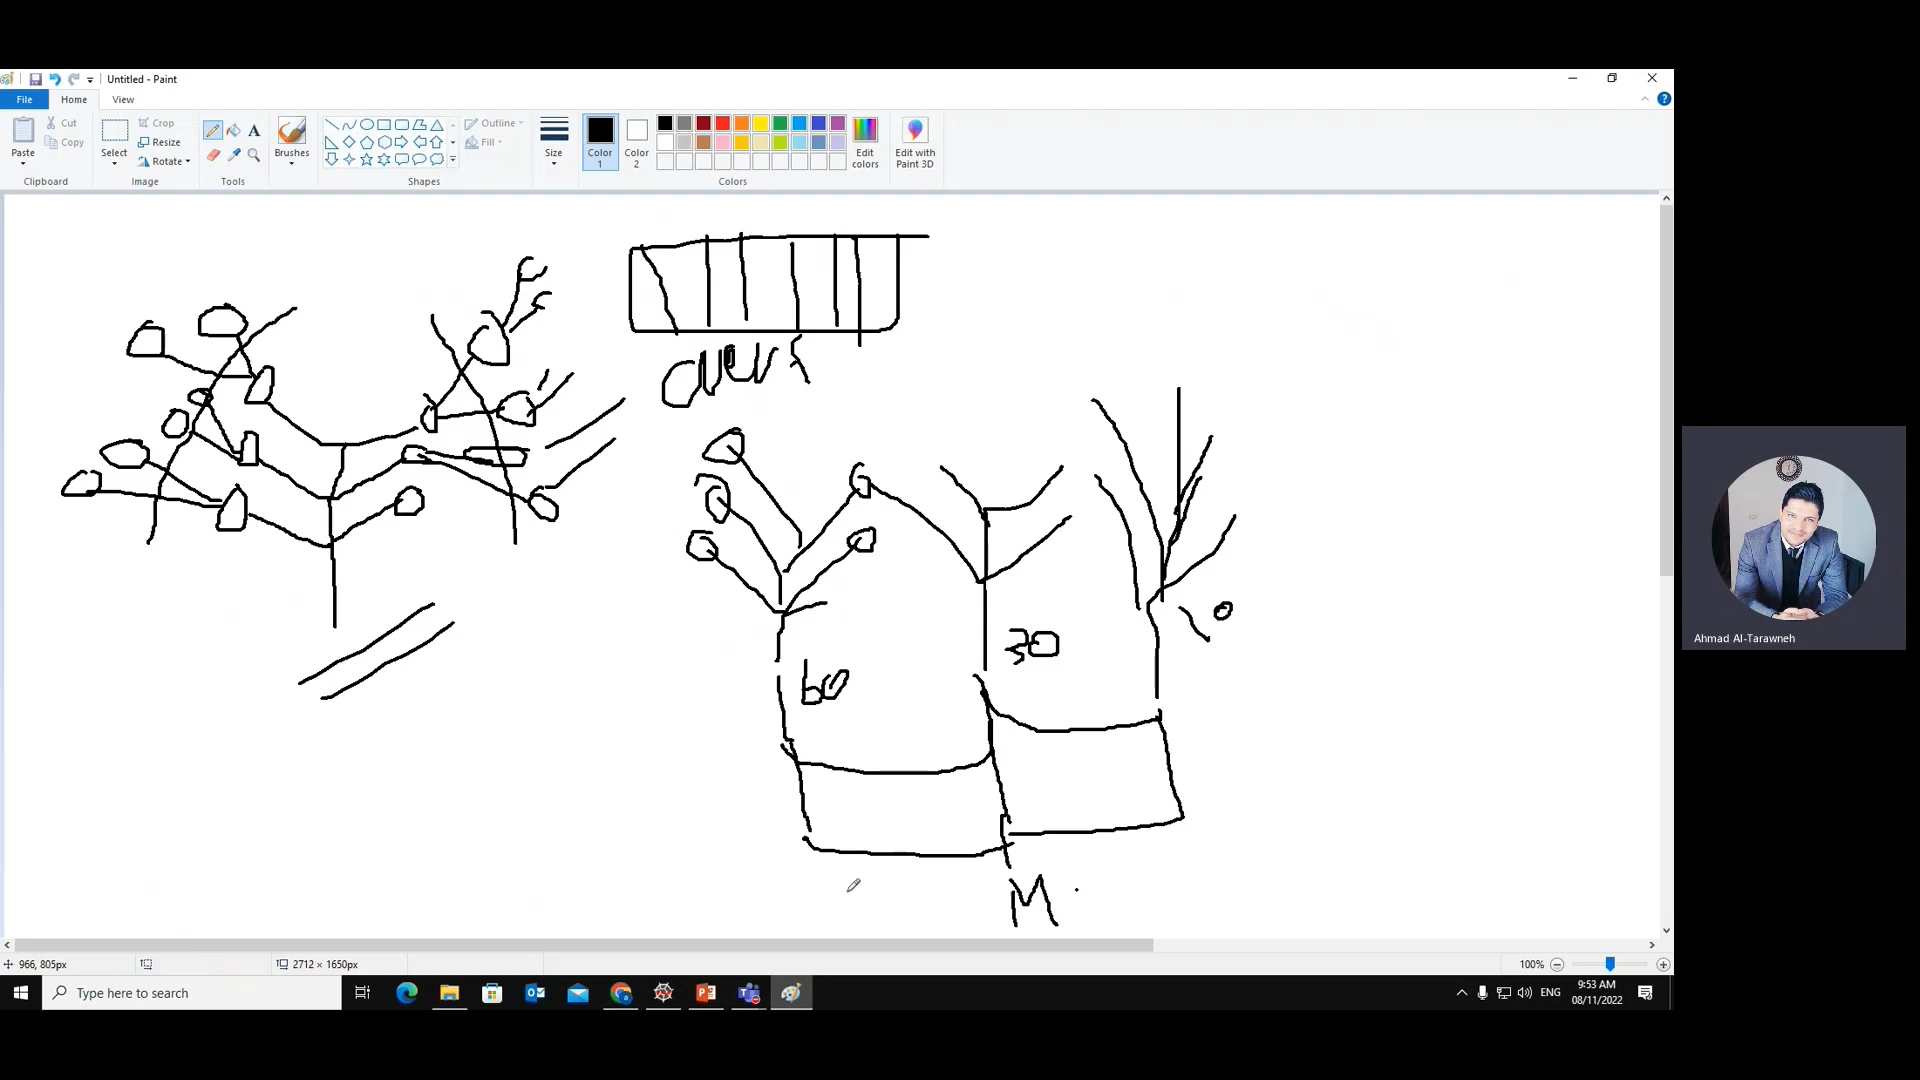 Untitled - Paint
File
Home
View
Paste
Cut
Copy
Clipboard
Select
Crop
Resize
Rotate
Image
A
Tools
Brushes
Outline
Fill
Shapes
Size
Color 1
Color 2
Colors
Edit colors
Edit with Paint 3D
30
60
M
Ahmad Al-Tarawneh
966, 805px
2712 × 1650px
100%
Type here to search
ENG
9:53 AM
08/11/2022